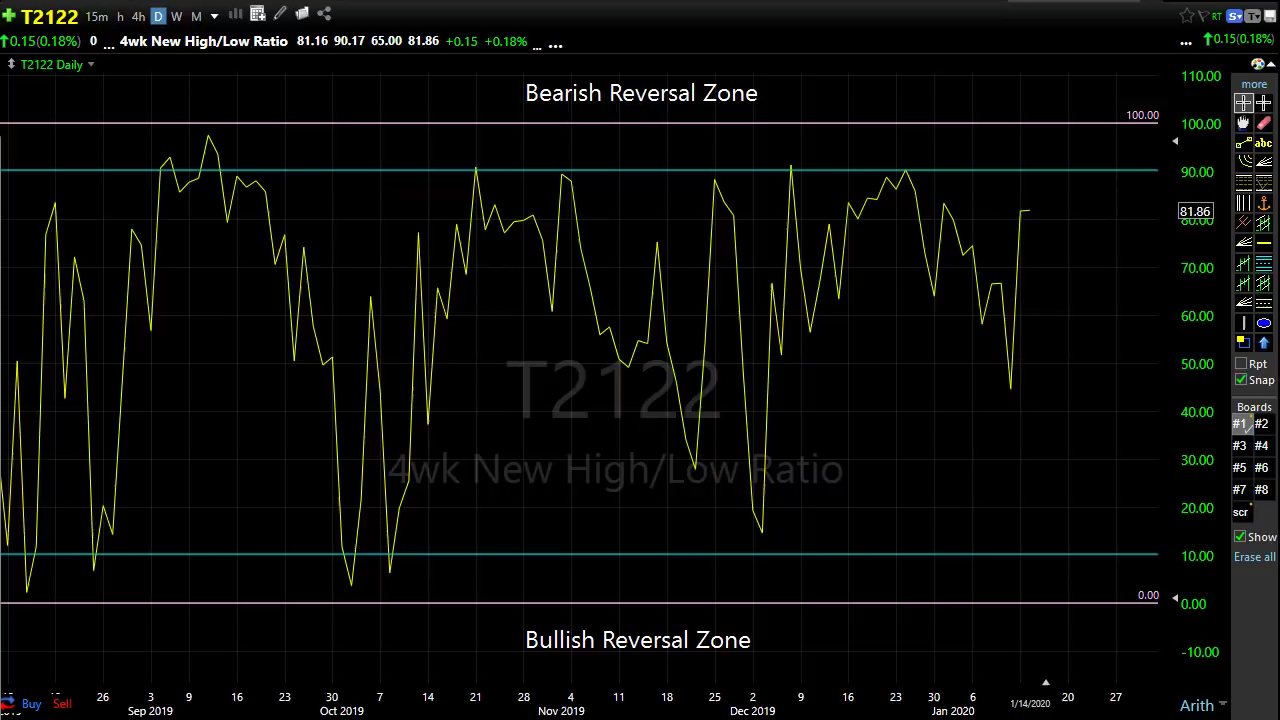 T2122 15m h 4h D W M RT S T
0.15(0.18%) 0 ... 4wk New High/Low Ratio 81.16 90.17 65.00 81.86 +0.15 +0.18% ... ... ... 0.15(0.18%)
T2122 Daily
110.00
more
Bearish Reversal Zone
100.00
100.00
abc
90.00
81.86
80.00
70.00
60.00
50.00
Rpt
Snap
T2122
40.00
Boards
#1 #2
#3 #4
30.00
4wk New High/Low Ratio
#5 #6
#7 #8
20.00
scr
Show
10.00
Erase all
0.00
0.00
Bullish Reversal Zone
-10.00
26 3 9 16 23 30 7 14 21 28 4 11 18 25 2 9 16 23 30 6 20 27
Buy Sell
1/14/2020
Arith
Sep 2019 Oct 2019 Nov 2019 Dec 2019 Jan 2020